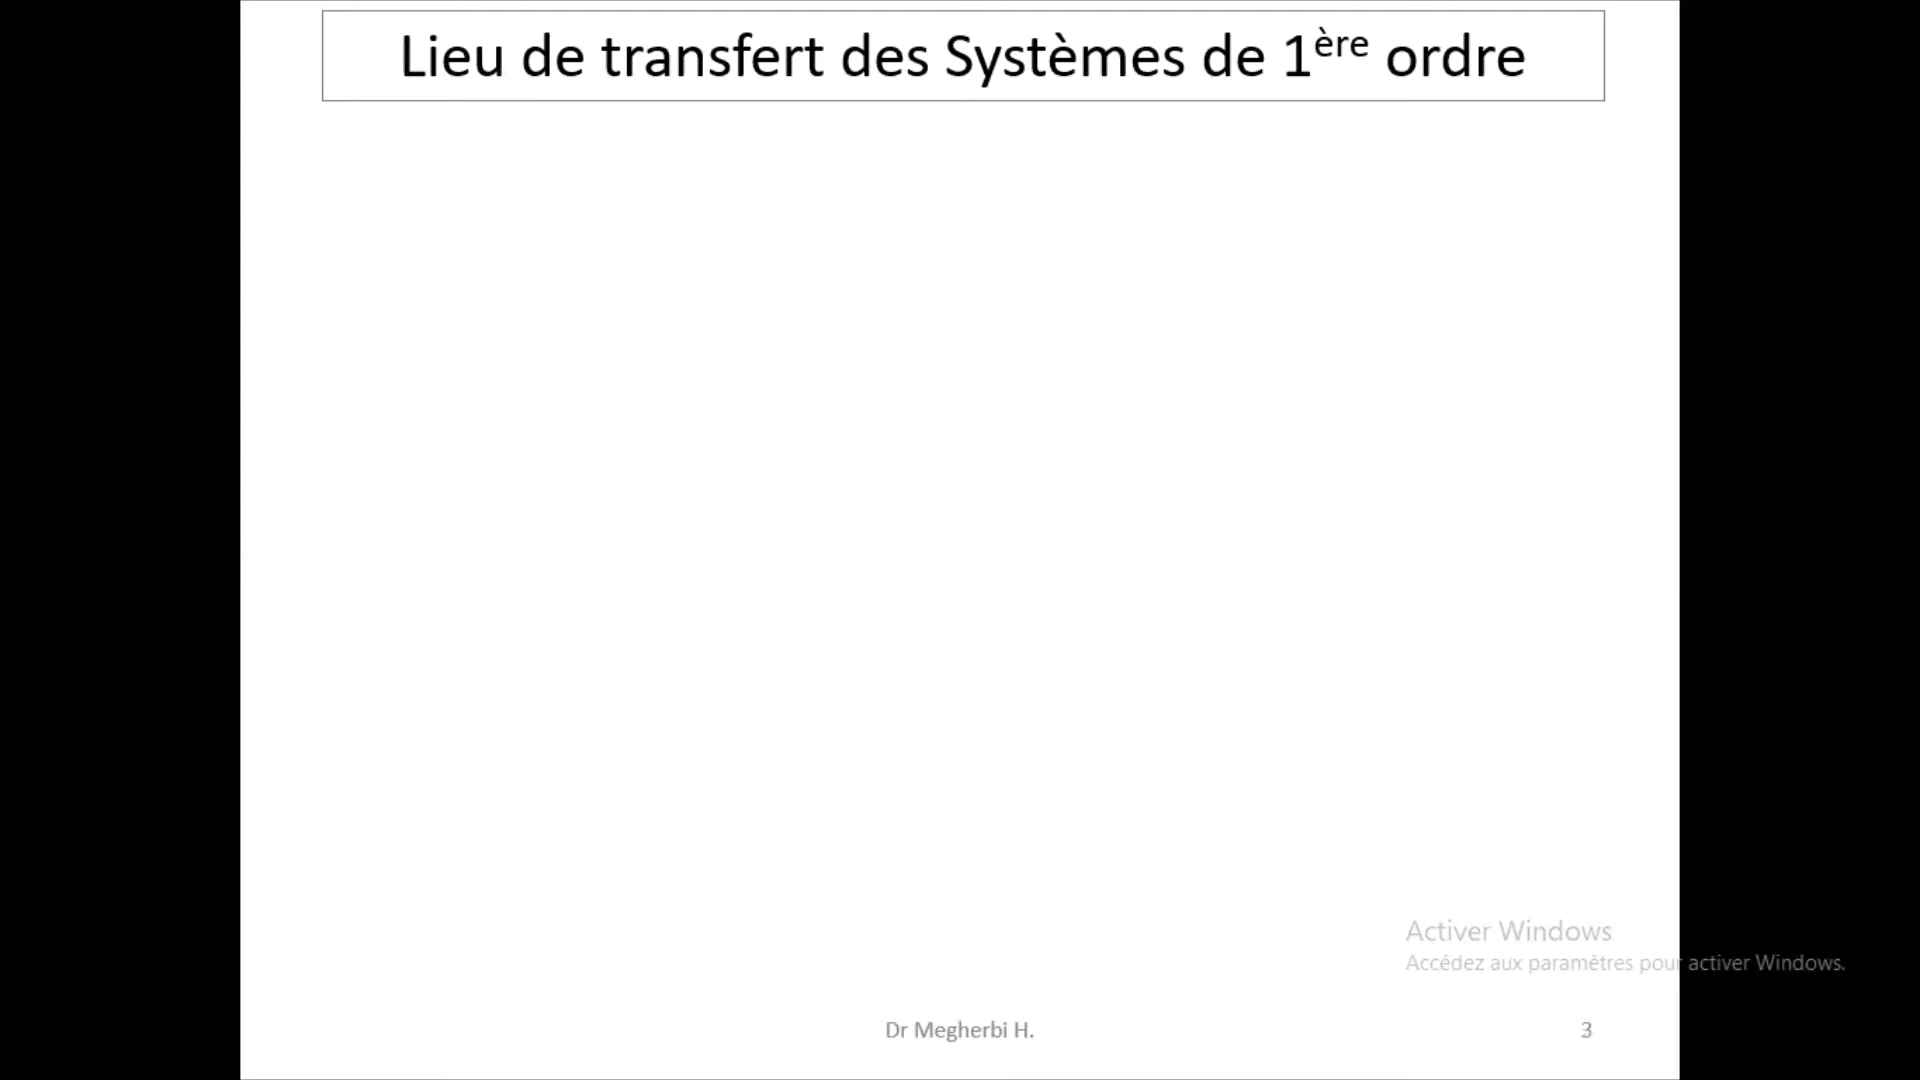 Lieu de transfert des Systèmes de 1ère ordre
Activer Windows
Accédez aux paramètres pour activer Windows.
Dr Megherbi H.
3